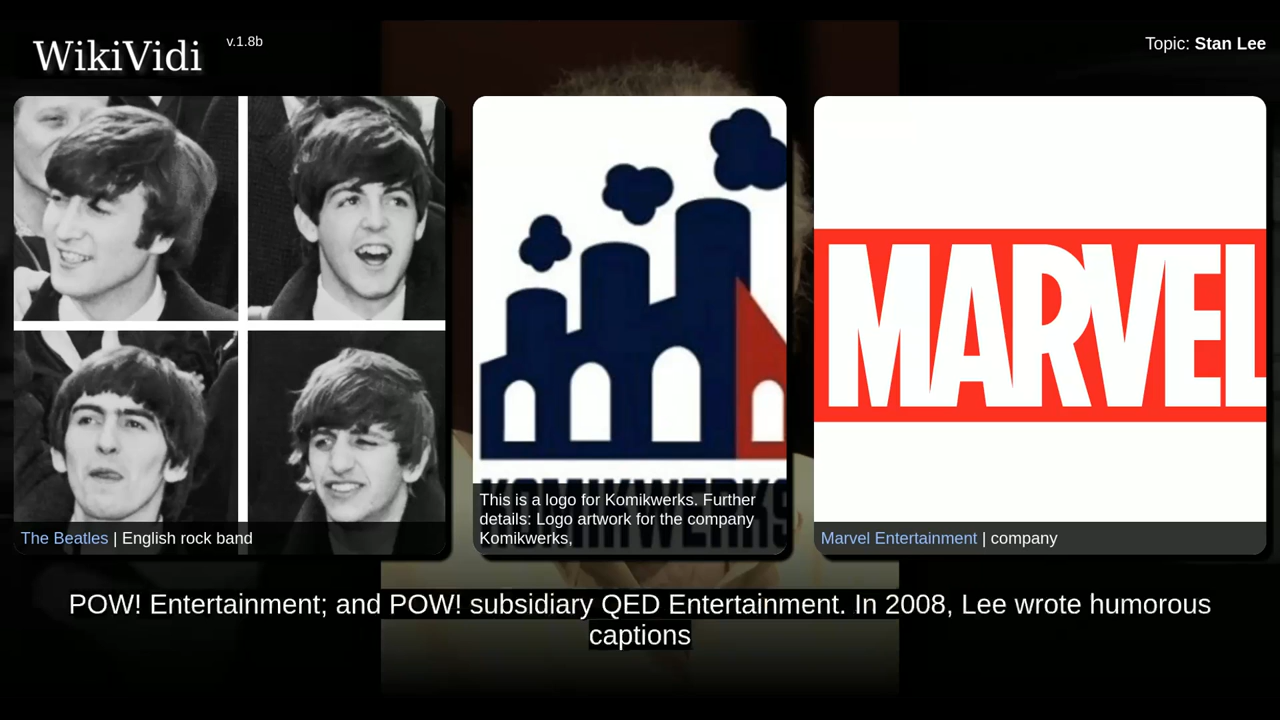 WikiVidi
v.1.8b
Topic: Stan Lee
MARVEL
This is a logo for Komikwerks. Further
details: Logo artwork for the company
Komikwerks,
KOMIKWERKS
The Beatles | English rock band
Marvel Entertainment | company
POW! Entertainment; and POW! subsidiary QED Entertainment. In 2008, Lee wrote humorous
captions